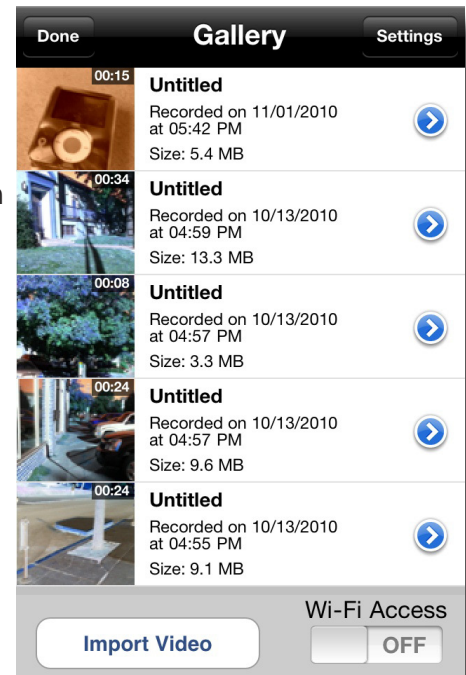 Done
Gallery
Settings
00:15
Untitled
Recorded on 11/01/2010
at 05:42 PM
Size: 5.4 MB
00:34
Untitled
Recorded on 10/13/2010
at 04:59 PM
Size: 13.3 MB
00:08
Untitled
Recorded on 10/13/2010
at 04:57 PM
Size: 3.3 MB
00:24
Untitled
Recorded on 10/13/2010
at 04:57 PM
Size: 9.6 MB
00:24
Untitled
Recorded on 10/13/2010
at 04:55 PM
Size: 9.1 MB
Wi-Fi Access
Import Video
OFF